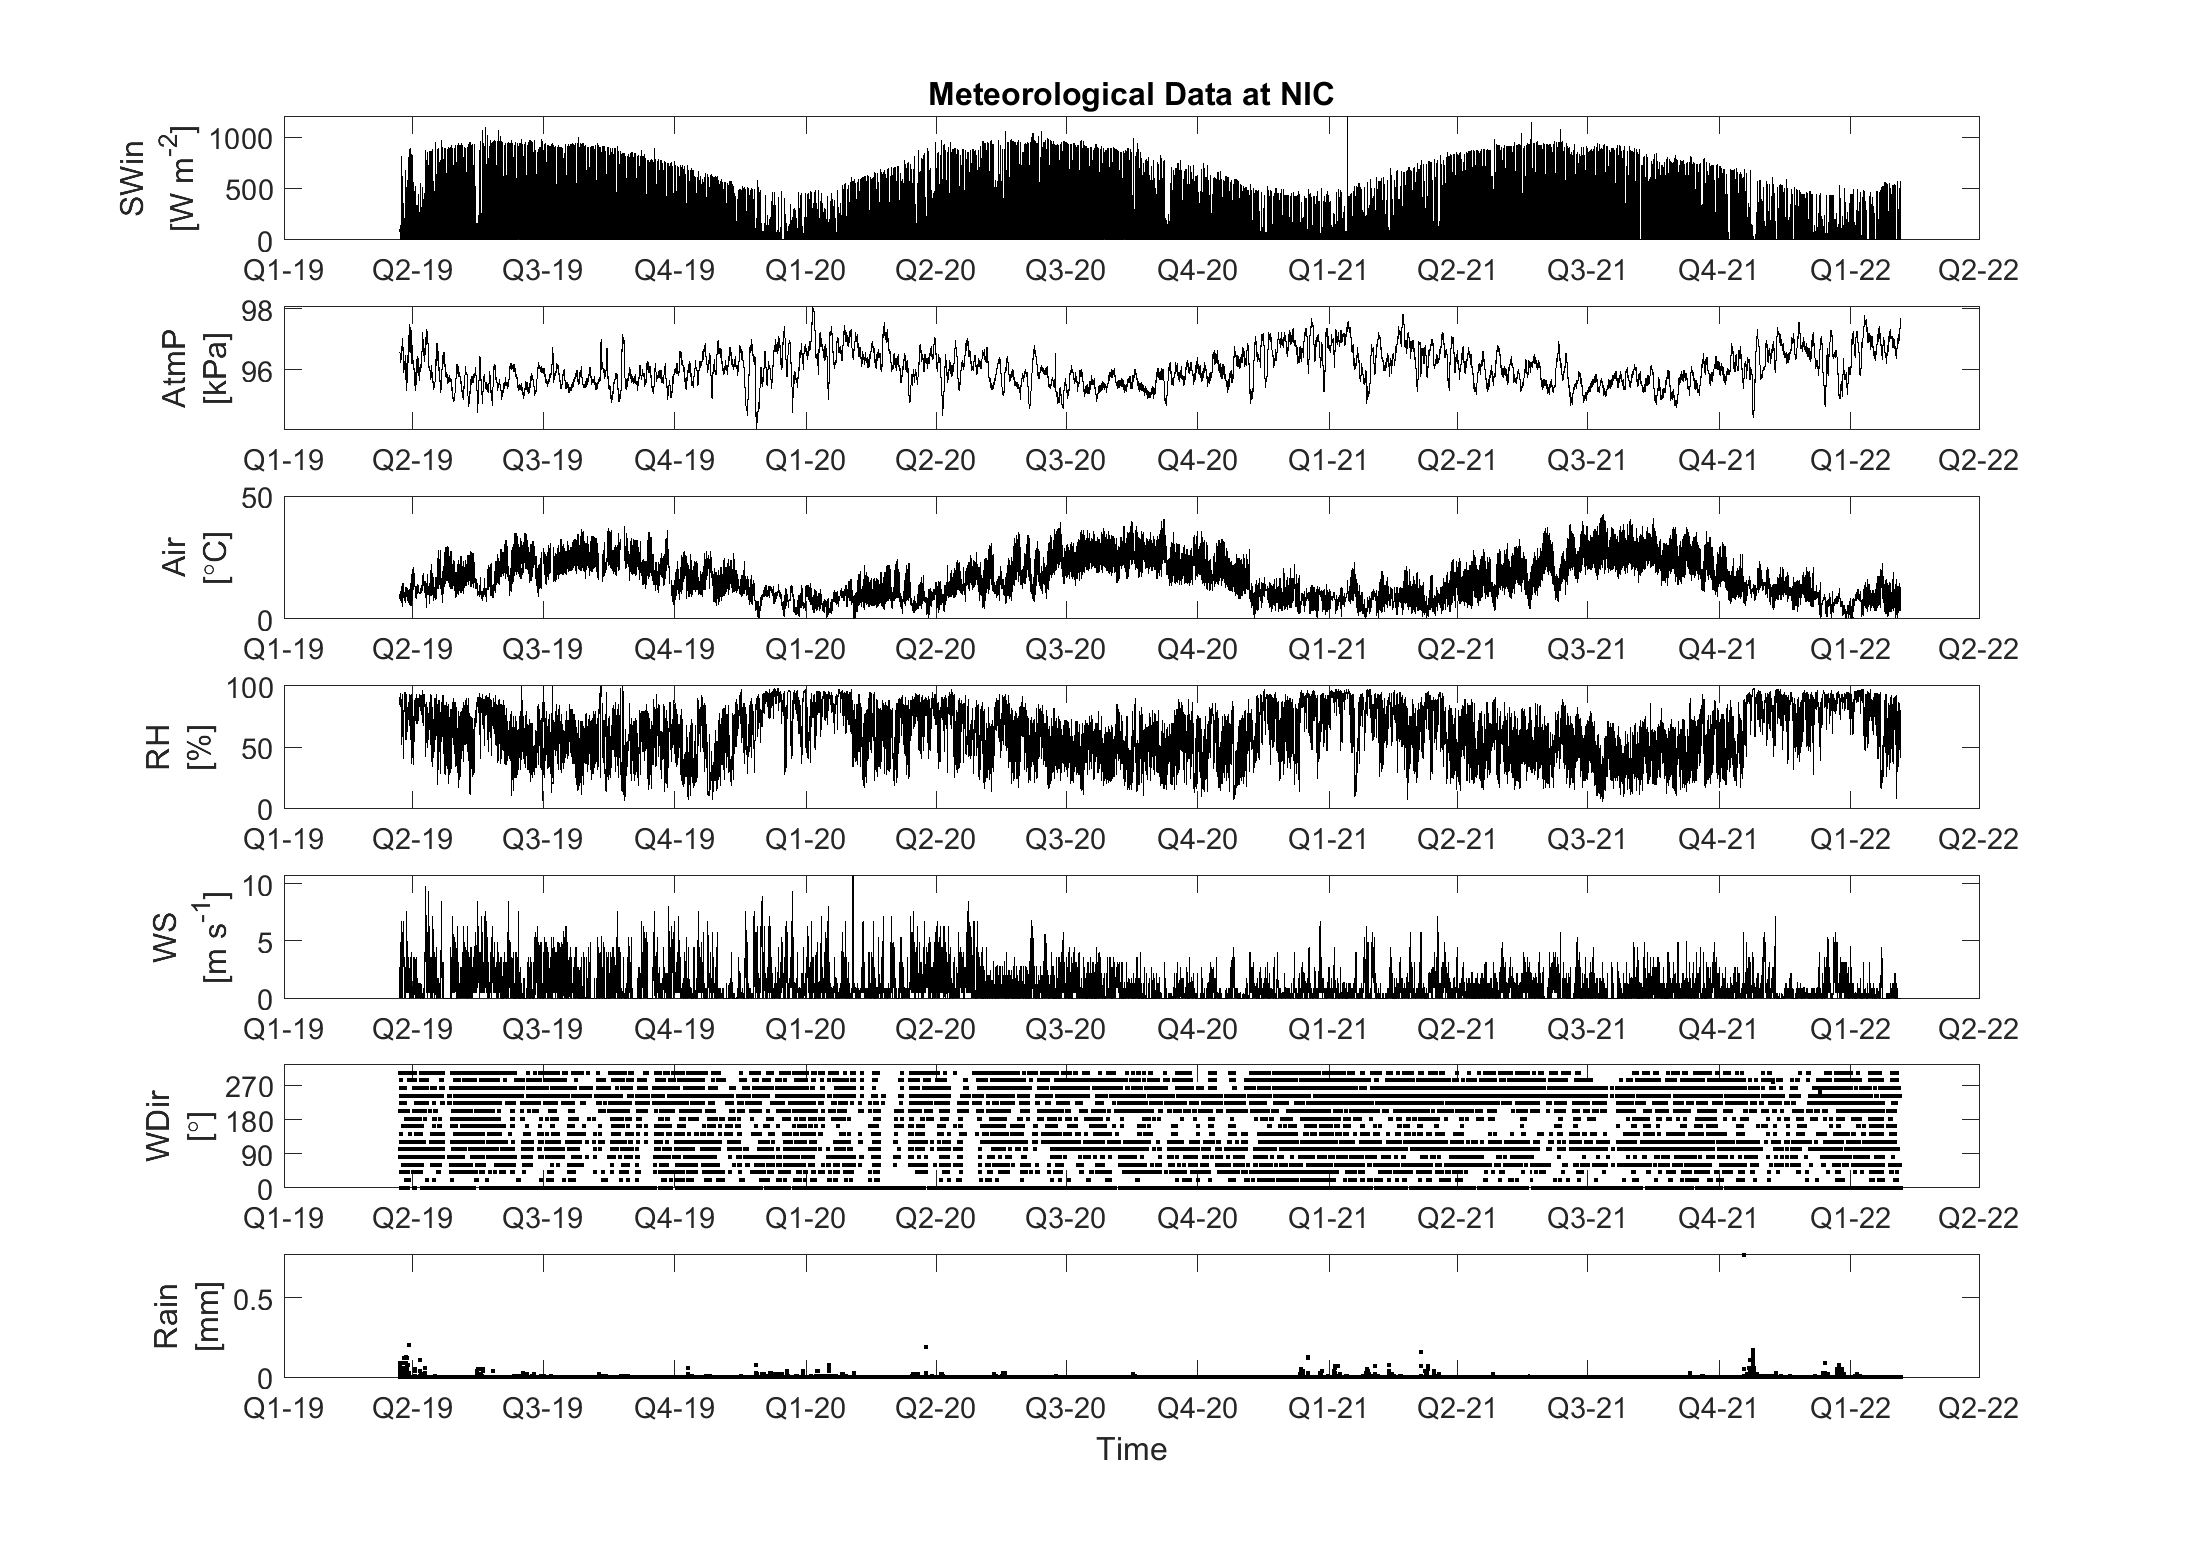 Meteorological Data at NIC
SWin
[W m-2]
1000
500
0
Q1-19 Q2-19 Q3-19 Q4-19 Q1-20 Q2-20 Q3-20 Q4-20 Q1-21 Q2-21 Q3-21 Q4-21 Q1-22 Q2-22
AtmP
[kPa]
98
96
Q1-19 Q2-19 Q3-19 Q4-19 Q1-20 Q2-20 Q3-20 Q4-20 Q1-21 Q2-21 Q3-21 Q4-21 Q1-22 Q2-22
Air
[°C]
50
0
Q1-19 Q2-19 Q3-19 Q4-19 Q1-20 Q2-20 Q3-20 Q4-20 Q1-21 Q2-21 Q3-21 Q4-21 Q1-22 Q2-22
RH
[%]
100
50
0
Q1-19 Q2-19 Q3-19 Q4-19 Q1-20 Q2-20 Q3-20 Q4-20 Q1-21 Q2-21 Q3-21 Q4-21 Q1-22 Q2-22
WS
[m s-1]
10
5
0
Q1-19 Q2-19 Q3-19 Q4-19 Q1-20 Q2-20 Q3-20 Q4-20 Q1-21 Q2-21 Q3-21 Q4-21 Q1-22 Q2-22
WDir
[°]
270
180
90
0
Q1-19 Q2-19 Q3-19 Q4-19 Q1-20 Q2-20 Q3-20 Q4-20 Q1-21 Q2-21 Q3-21 Q4-21 Q1-22 Q2-22
Rain
[mm]
0.5
0
Q1-19 Q2-19 Q3-19 Q4-19 Q1-20 Q2-20 Q3-20 Q4-20 Q1-21 Q2-21 Q3-21 Q4-21 Q1-22 Q2-22
Time